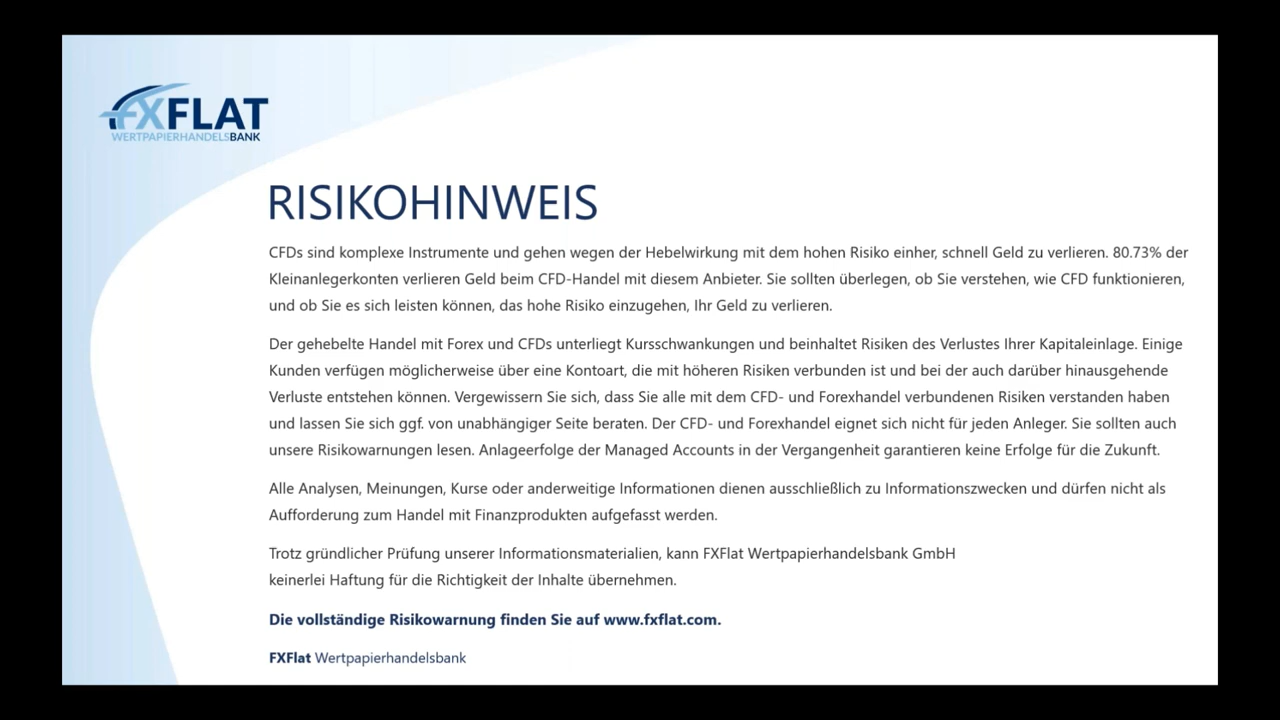 FXFLAT
WERTPAPIERHANDELSBANK
RISIKOHINWEIS
CFDs sind komplexe Instrumente und gehen wegen der Hebelwirkung mit dem hohen Risiko einher, schnell Geld zu verlieren. 80.73% der
Kleinanlegerkonten verlieren Geld beim CFD-Handel mit diesem Anbieter. Sie sollten überlegen, ob Sie verstehen, wie CFD funktionieren,
und ob Sie es sich leisten können, das hohe Risiko einzugehen, Ihr Geld zu verlieren.
Der gehebelte Handel mit Forex und CFDs unterliegt Kursschwankungen und beinhaltet Risiken des Verlustes Ihrer Kapitaleinlage. Einige
Kunden verfügen möglicherweise über eine Kontoart, die mit höheren Risiken verbunden ist und bei der auch darüber hinausgehende
Verluste entstehen können. Vergewissern Sie sich, dass Sie alle mit dem CFD- und Forexhandel verbundenen Risiken verstanden haben
und lassen Sie sich ggf. von unabhängiger Seite beraten. Der CFD- und Forexhandel eignet sich nicht für jeden Anleger. Sie sollten auch
unsere Risikowarnungen lesen. Anlageerfolge der Managed Accounts in der Vergangenheit garantieren keine Erfolge für die Zukunft.
Alle Analysen, Meinungen, Kurse oder anderweitige Informationen dienen ausschließlich zu Informationszwecken und dürfen nicht als
Aufforderung zum Handel mit Finanzprodukten aufgefasst werden.
Trotz gründlicher Prüfung unserer Informationsmaterialien, kann FXFlat Wertpapierhandelsbank GmbH
keinerlei Haftung für die Richtigkeit der Inhalte übernehmen.
Die vollständige Risikowarnung finden Sie auf www.fxflat.com.
FXFlat Wertpapierhandelsbank